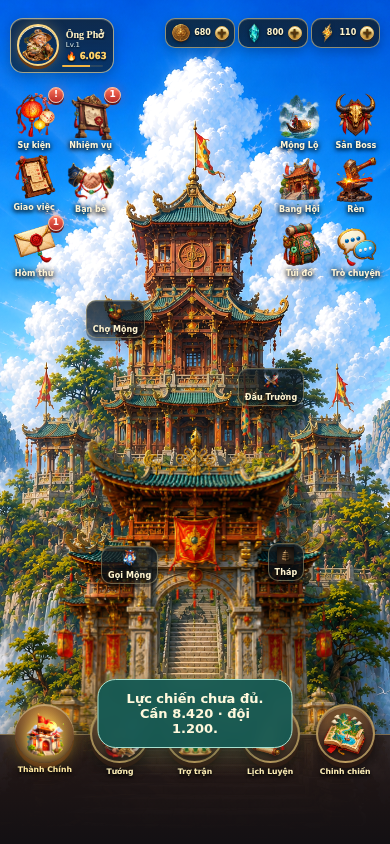 Ông Phở
Lv.1
6.063
680
800
110
!
1
Sự kiện
Nhiệm vụ
Mộng Lộ
Săn Boss
Giao việc
Bạn bè
Bang Hội
Rèn
1
Hòm thư
Túi đồ
Trò chuyện
Chợ Mộng
Đấu Trường
Gọi Mộng
Tháp
Lực chiến chưa đủ.
Cần 8.420 · đội
1.200.
Thành Chính
Tướng
Trợ trận
Lịch Luyện
Chinh chiến